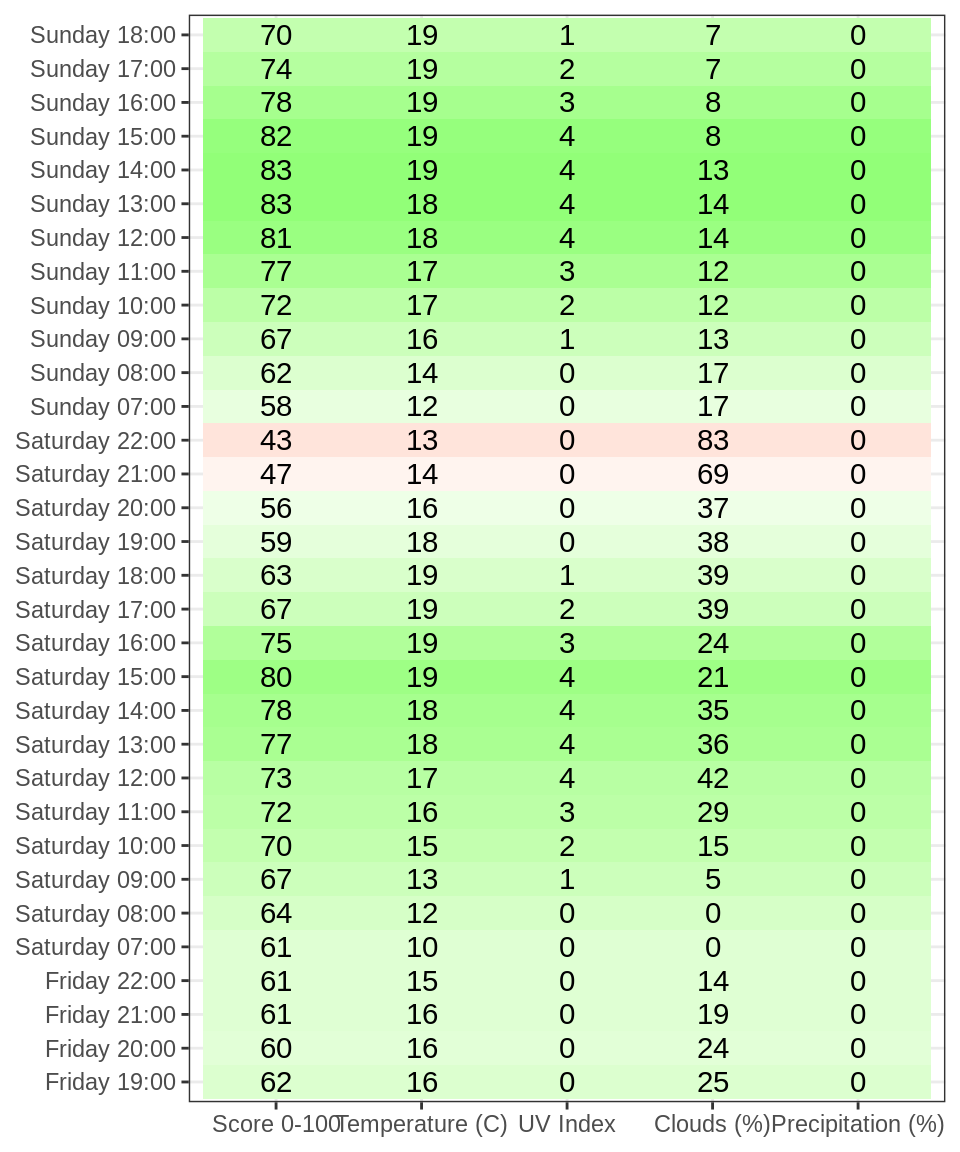 Sunday 18:00 70 19 1 7 0
Sunday 17:00 74 19 2 7 0
Sunday 16:00 78 19 3 8 0
Sunday 15:00 82 19 4 8 0
Sunday 14:00 83 19 4 13 0
Sunday 13:00 83 18 4 14 0
Sunday 12:00 81 18 4 14 0
Sunday 11:00 77 17 3 12 0
Sunday 10:00 72 17 2 12 0
Sunday 09:00 67 16 1 13 0
Sunday 08:00 62 14 0 17 0
Sunday 07:00 58 12 0 17 0
Saturday 22:00 43 13 0 83 0
Saturday 21:00 47 14 0 69 0
Saturday 20:00 56 16 0 37 0
Saturday 19:00 59 18 0 38 0
Saturday 18:00 63 19 1 39 0
Saturday 17:00 67 19 2 39 0
Saturday 16:00 75 19 3 24 0
Saturday 15:00 80 19 4 21 0
Saturday 14:00 78 18 4 35 0
Saturday 13:00 77 18 4 36 0
Saturday 12:00 73 17 4 42 0
Saturday 11:00 72 16 3 29 0
Saturday 10:00 70 15 2 15 0
Saturday 09:00 67 13 1 5 0
Saturday 08:00 64 12 0 0 0
Saturday 07:00 61 10 0 0 0
Friday 22:00 61 15 0 14 0
Friday 21:00 61 16 0 19 0
Friday 20:00 60 16 0 24 0
Friday 19:00 62 16 0 25 0
Score 0-100 Temperature (C) UV Index Clouds (%) Precipitation (%)